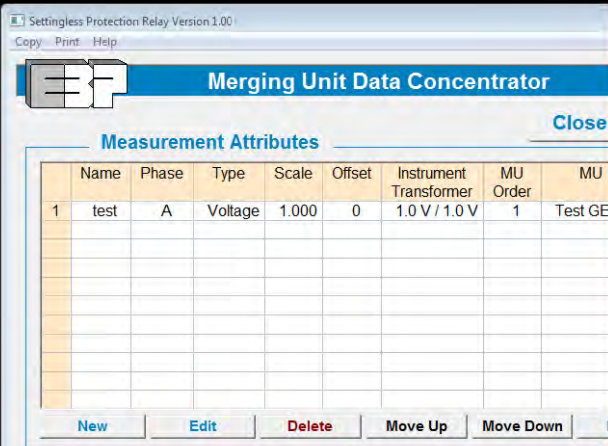 Settingless Protection Relay Version 1.00
Copy Print Help
Merging Unit Data Concentrator
Close
Measurement Attributes
Name Phase Type Scale Offset Instrument Transformer MU Order MU
1 test A Voltage 1.000 0 1.0 V / 1.0 V 1 Test GE
New Edit Delete Move Up Move Down